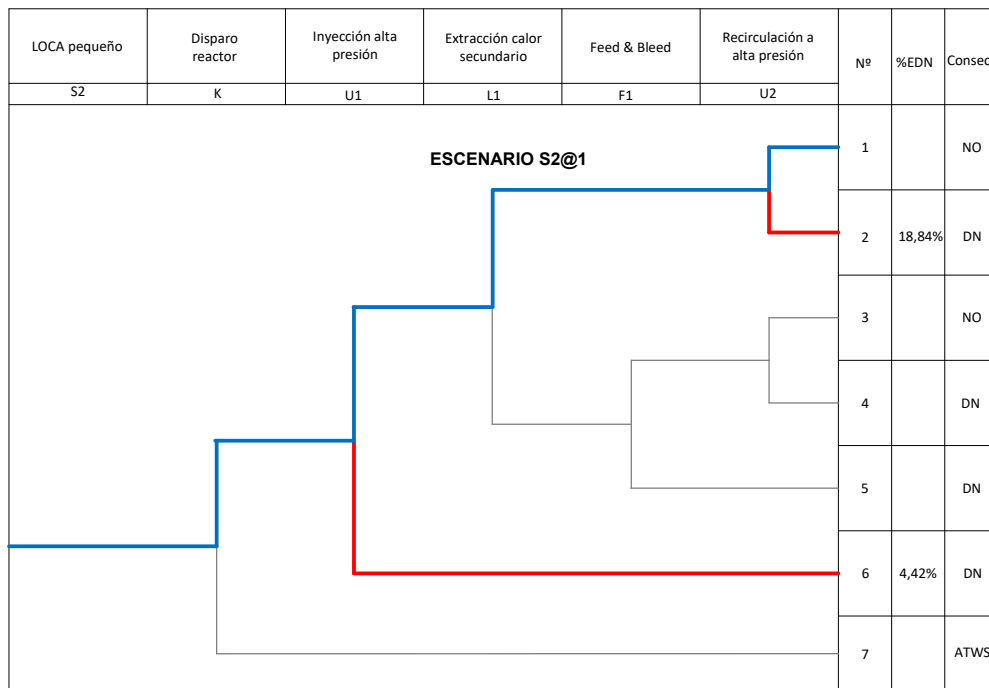 LOCA pequeño
Disparo
reactor
Inyección alta
presión
Extracción calor
secundario
Feed & Bleed
Recirculación a
alta presión
Nº
%EDN
Consec
S2
K
U1
L1
F1
U2
ESCENARIO S2@1
1
NO
2
18,84%
DN
3
NO
4
DN
5
DN
6
4,42%
DN
7
ATWS